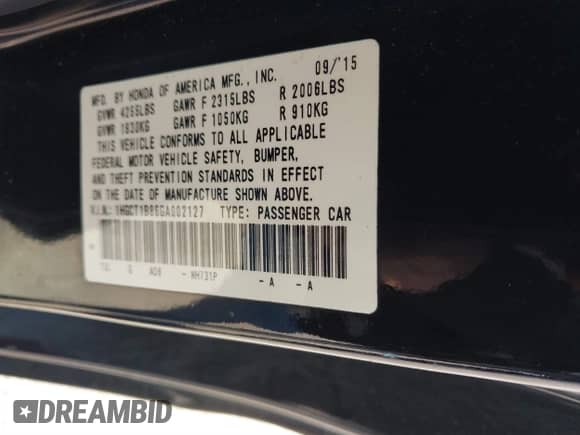 MFD. BY HONDA OF AMERICA MFG., INC. 09/'15
GVWR 4255LBS GAWR F 2315LBS R 2006LBS
GVWR 1930KG GAWR F 1050KG R 910KG
THIS VEHICLE CONFORMS TO ALL APPLICABLE
FEDERAL MOTOR VEHICLE SAFETY, BUMPER,
AND THEFT PREVENTION STANDARDS IN EFFECT
ON THE DATE OF MANUFACTURE SHOWN ABOVE.
V.I.N.: TYPE: PASSENGER CAR
G A06 - NH731P - A - A
DREAMBID